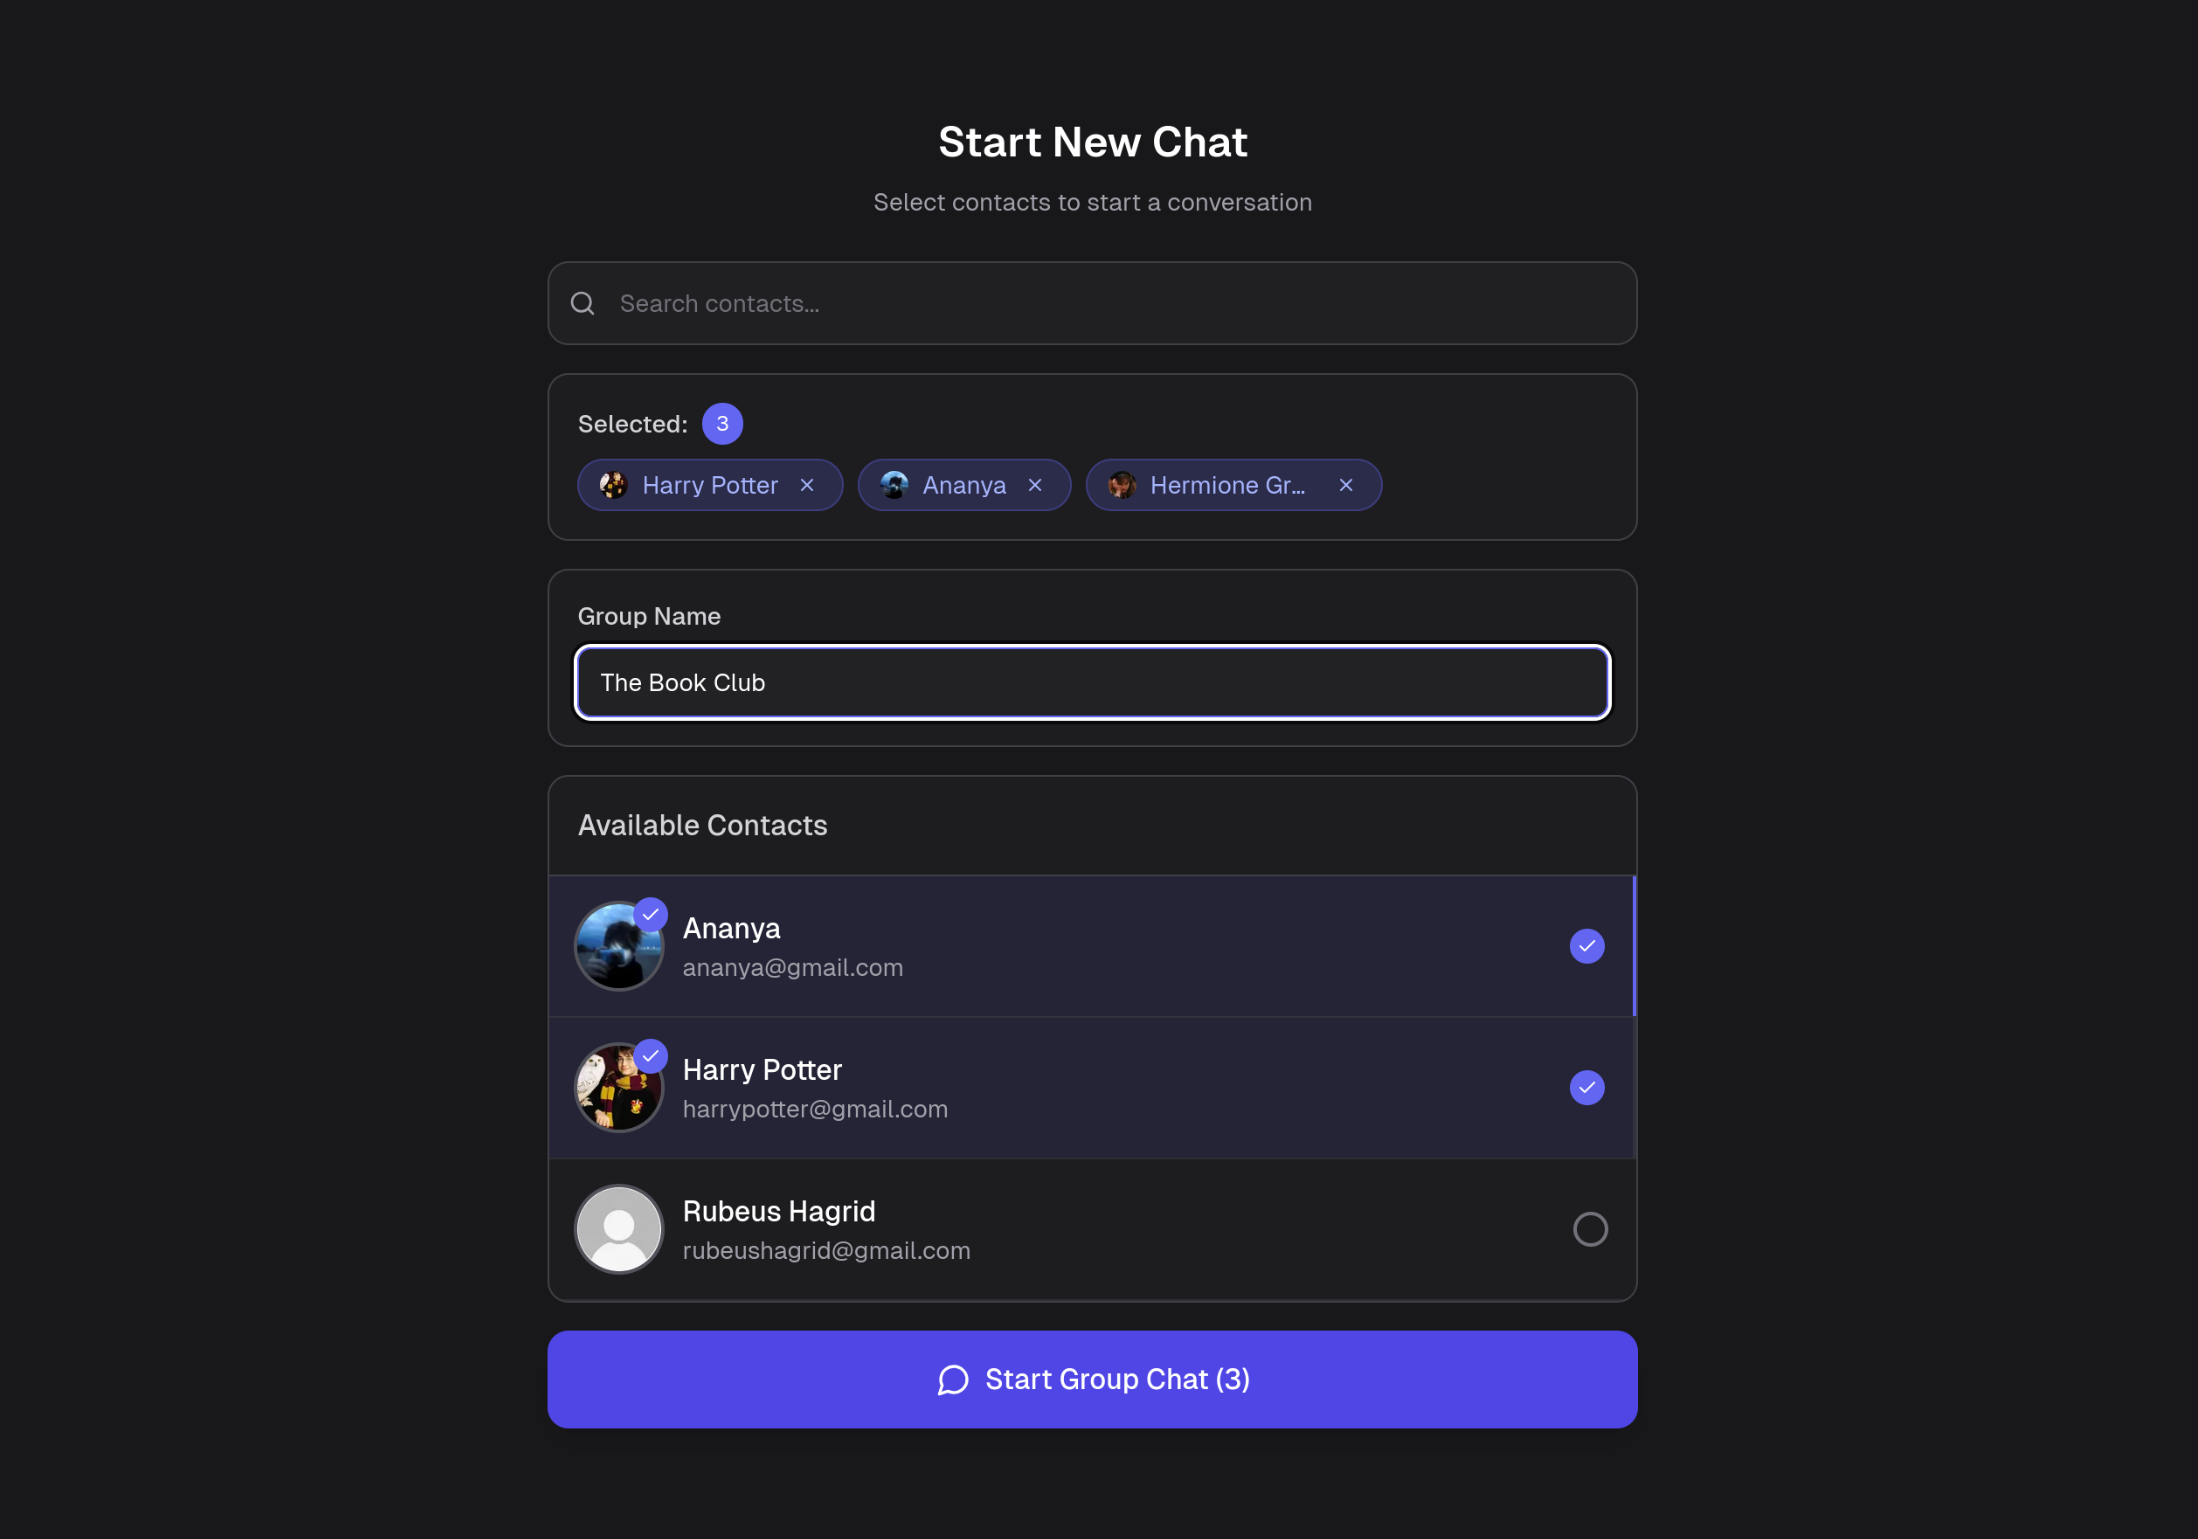 Start New Chat
Select contacts to start a conversation
Search contacts...
Selected: 3
Harry Potter Ananya Hermione Gr...
Group Name
The Book Club
Available Contacts
Ananya
ananya@gmail.com
Harry Potter
harrypotter@gmail.com
Rubeus Hagrid
rubeushagrid@gmail.com
Start Group Chat (3)